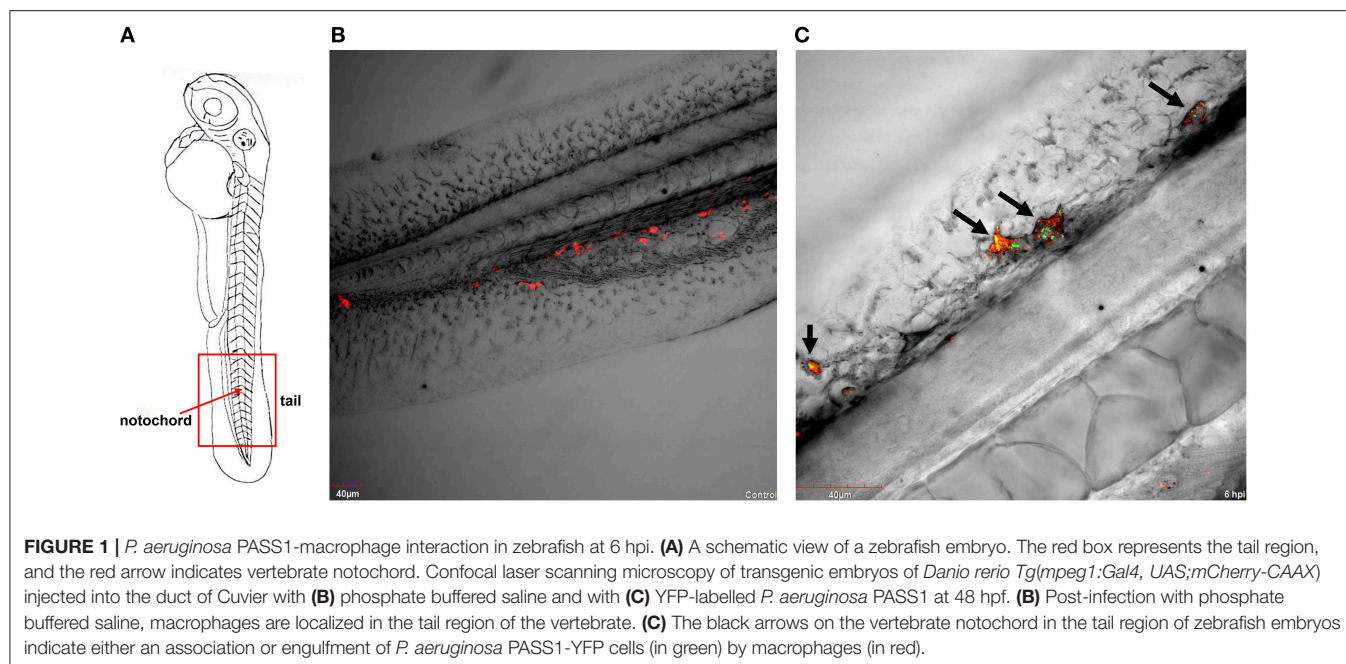 A
B
C
notochord
tail
40µm
Control
40µm
6 hpi
FIGURE 1 | P. aeruginosa PASS1-macrophage interaction in zebrafish at 6 hpi. (A) A schematic view of a zebrafish embryo. The red box represents the tail region,
and the red arrow indicates vertebrate notochord. Confocal laser scanning microscopy of transgenic embryos of Danio rerio Tg(mpeg1:Gal4, UAS;mCherry-CAAX)
injected into the duct of Cuvier with (B) phosphate buffered saline and with (C) YFP-labelled P. aeruginosa PASS1 at 48 hpf. (B) Post-infection with phosphate
buffered saline, macrophages are localized in the tail region of the vertebrate. (C) The black arrows on the vertebrate notochord in the tail region of zebrafish embryos
indicate either an association or engulfment of P. aeruginosa PASS1-YFP cells (in green) by macrophages (in red).